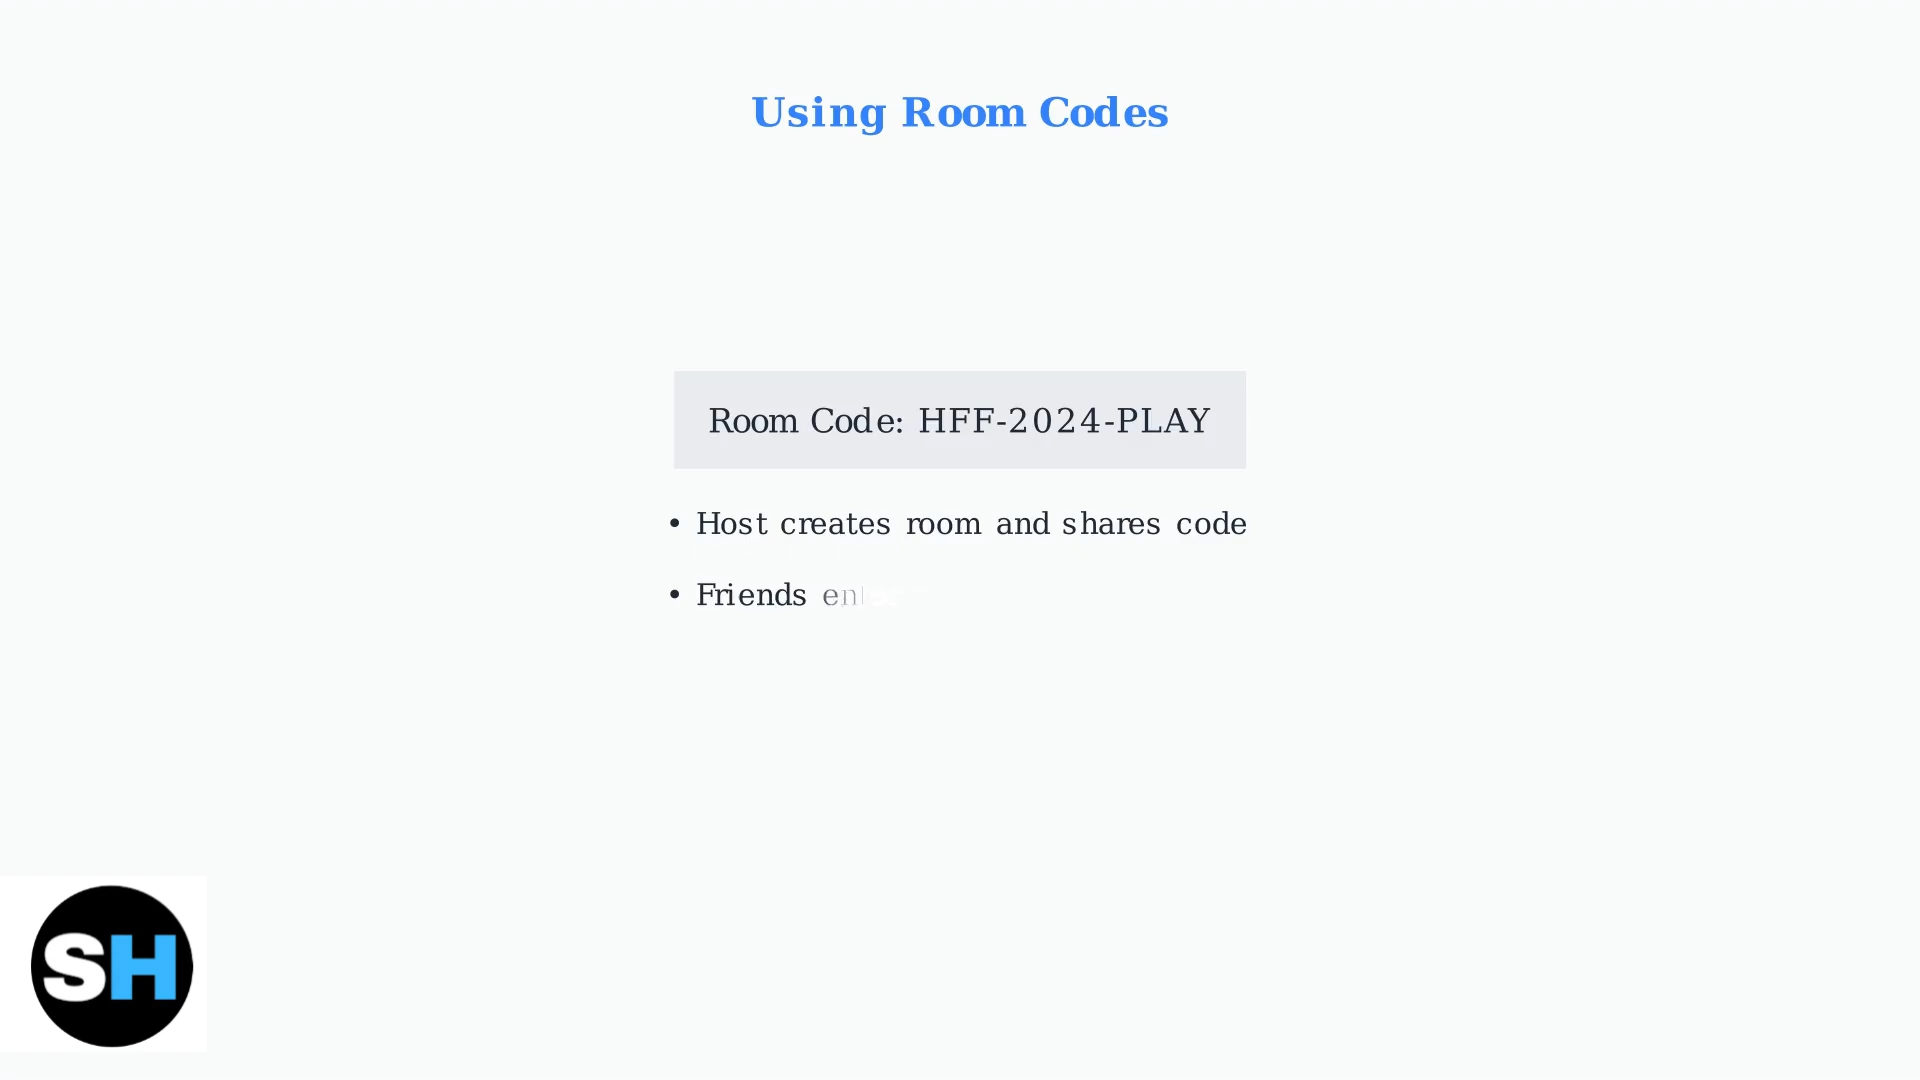 Using Room Codes
Room Code: HFF-2024-PLAY
• Host creates room and shares code
• Friends
SH